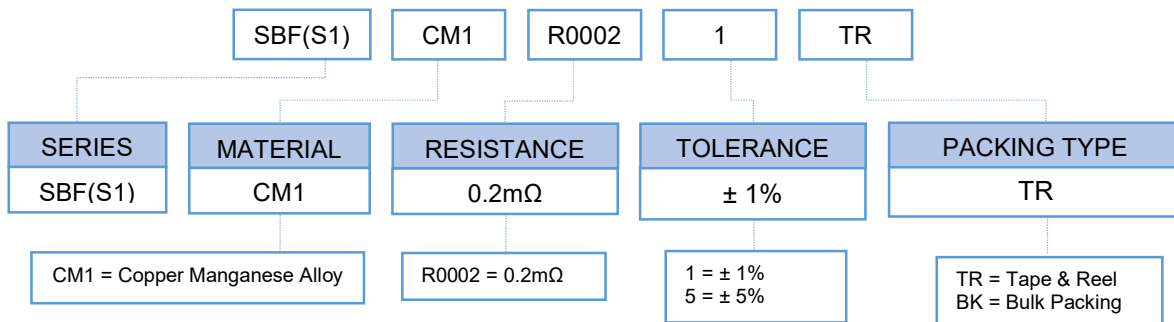 SBF(S1) CM1 R0002 1 TR
SERIES MATERIAL RESISTANCE TOLERANCE PACKING TYPE
SBF(S1) CM1 0.2mΩ ± 1% TR
CM1 = Copper Manganese Alloy
R0002 = 0.2mΩ
1 = ± 1%
5 = ± 5%
TR = Tape & Reel
BK = Bulk Packing